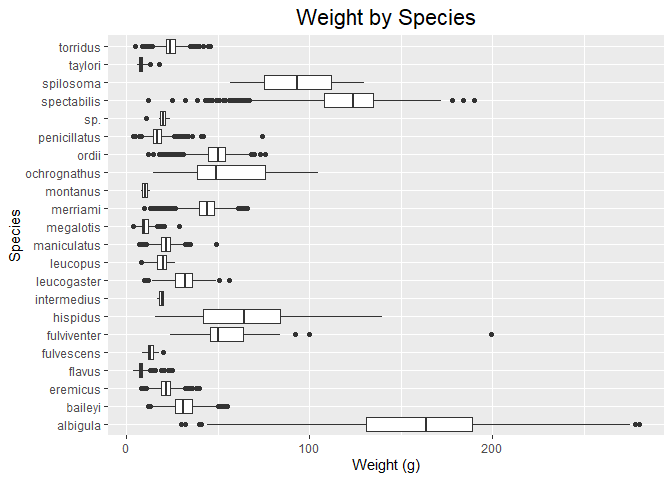 Weight by Species
torridus
taylori
spilosoma
spectabilis
sp.
penicillatus
ordii
ochrognathus
montanus
merriami
megalotis
maniculatus
leucopus
leucogaster
intermedius
hispidus
fulviventer
fulvescens
flavus
eremicus
baileyi
albigula
Species
0 100 200
Weight (g)